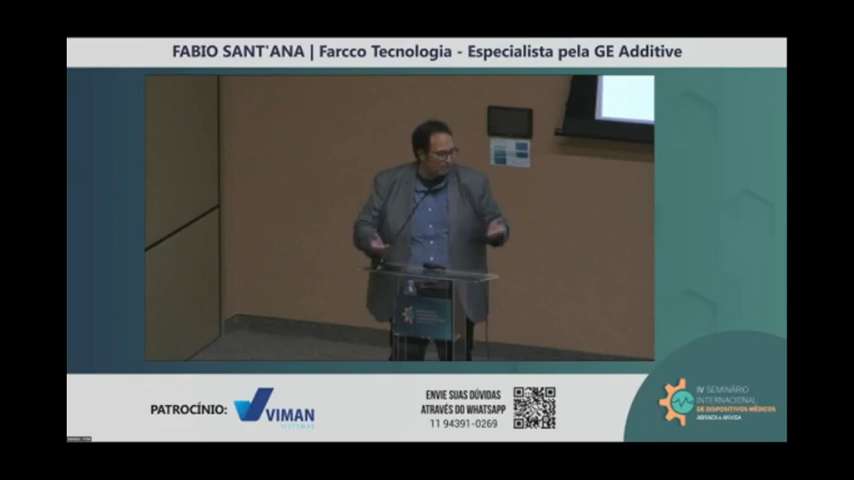 FABIO SANT'ANA | Farcco Tecnologia - Especialista pela GE Additive
PATROCÍNIO:
VIMAN
SISTEMAS
ENVIE SUAS DÚVIDAS
ATRAVÉS DO WHATSAPP
11 94391-0269
IV SEMINÁRIO
INTERNACIONAL
DE DISPOSITIVOS MÉDICOS